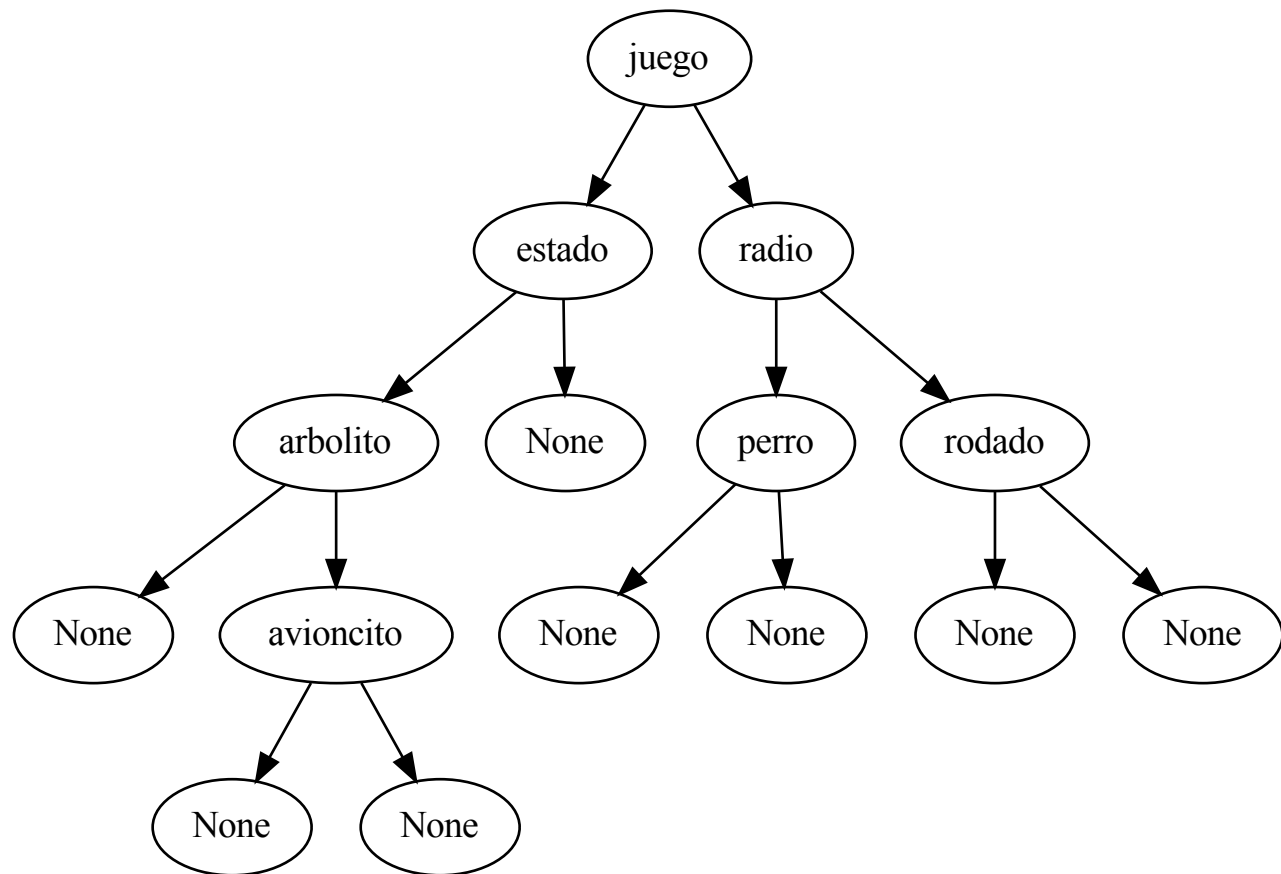 juego
estado radio
arbolito None perro rodado
None avioncito None None None None
None None